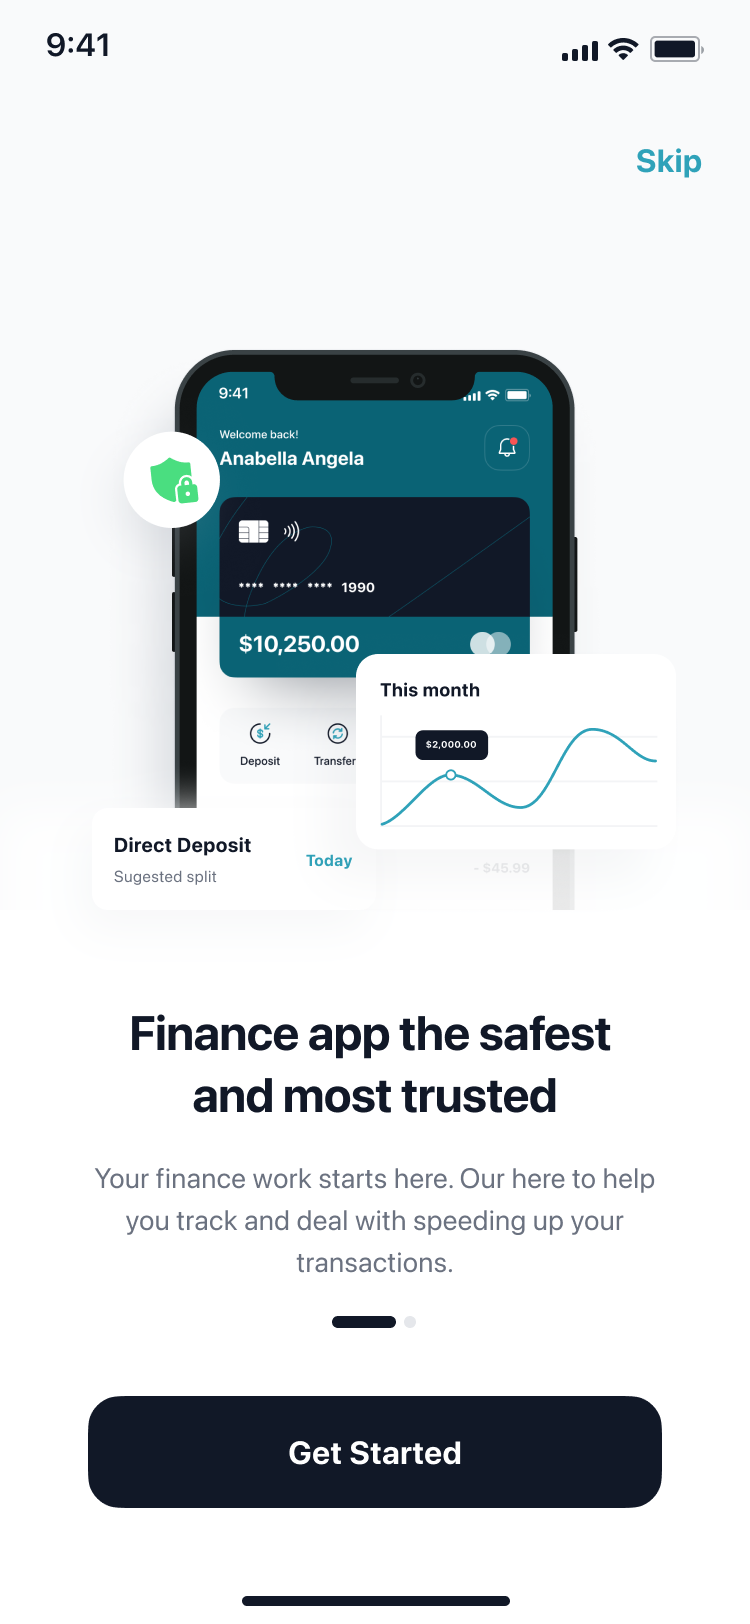 9:41
Skip
9:41
Welcome back!
Anabella Angela
**** **** **** 1990
$10,250.00
This month
$2,000.00
Deposit
Transfer
Direct Deposit
Sugested split
Today
- $45.99
Finance app the safest
and most trusted
Your finance work starts here. Our here to help
you track and deal with speeding up your
transactions.
Get Started